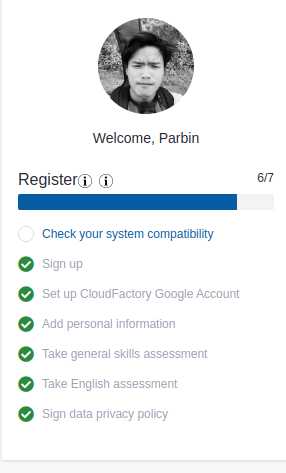 Welcome, Parbin
Register 6/7
Check your system compatibility
Sign up
Set up CloudFactory Google Account
Add personal information
Take general skills assessment
Take English assessment
Sign data privacy policy